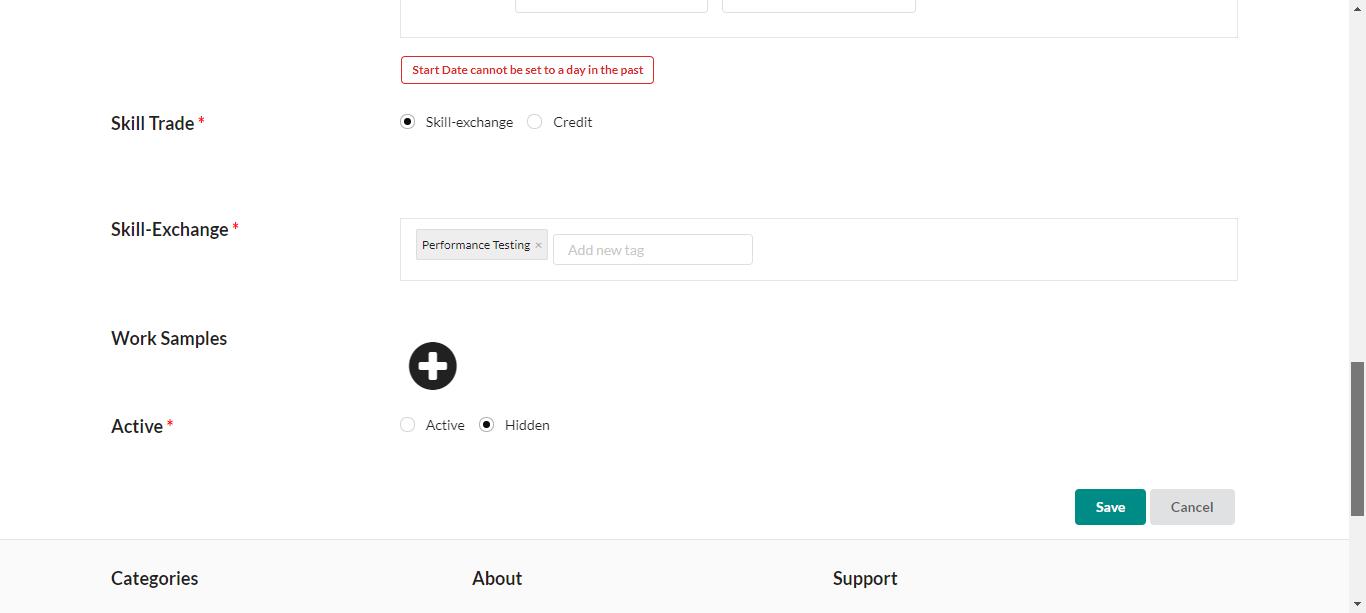 Start Date cannot be set to a day in the past
Skill Trade *
Skill-exchange
Credit
Skill-Exchange *
Performance Testing ×
Add new tag
Work Samples
Active *
Active
Hidden
Save
Cancel
Categories
About
Support